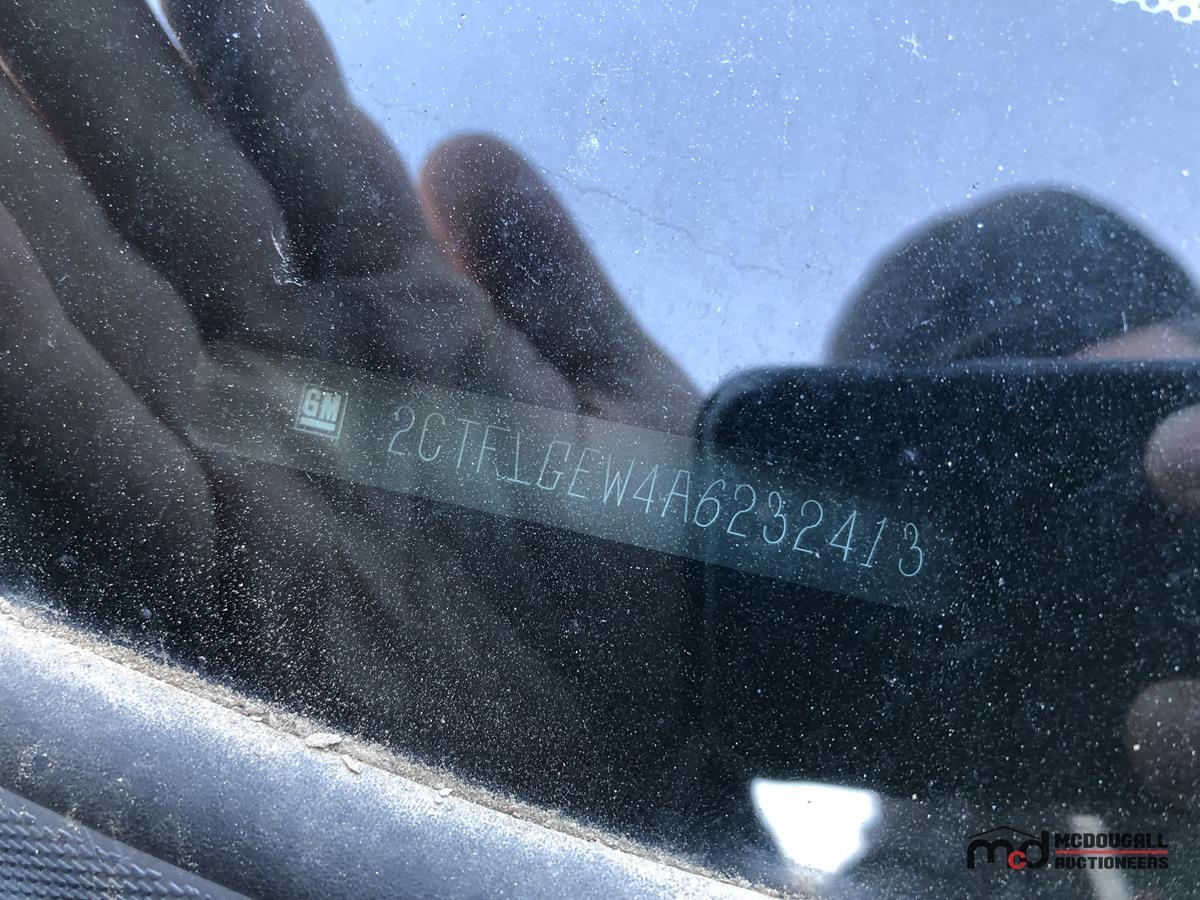 GM 2CTFLGEW4A6232413
mcd MCDOUGALL
AUCTIONEERS